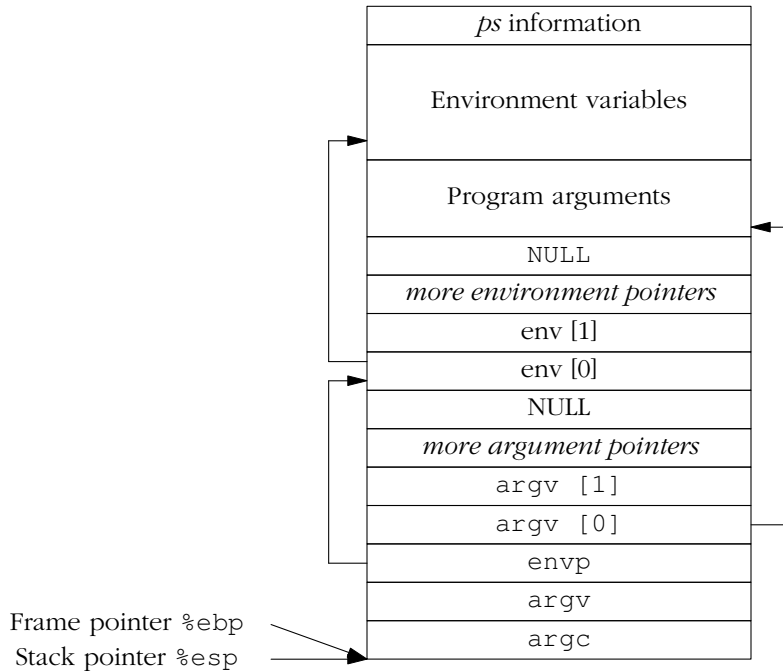 ps information
Environment variables
Program arguments
NULL
more environment pointers
env [1]
env [0]
NULL
more argument pointers
argv [1]
argv [0]
envp
argv
argc
Frame pointer %ebp
Stack pointer %esp